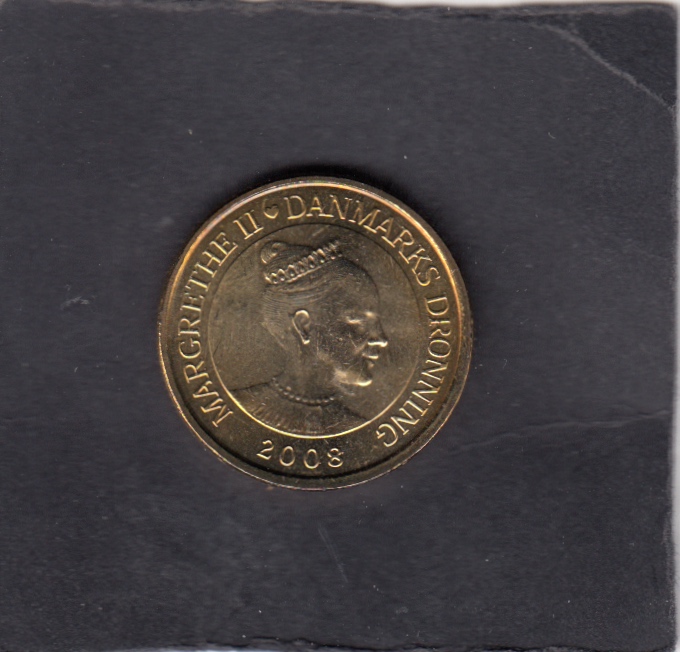 MARGRETHE II DANMARKS DRONNING
2008